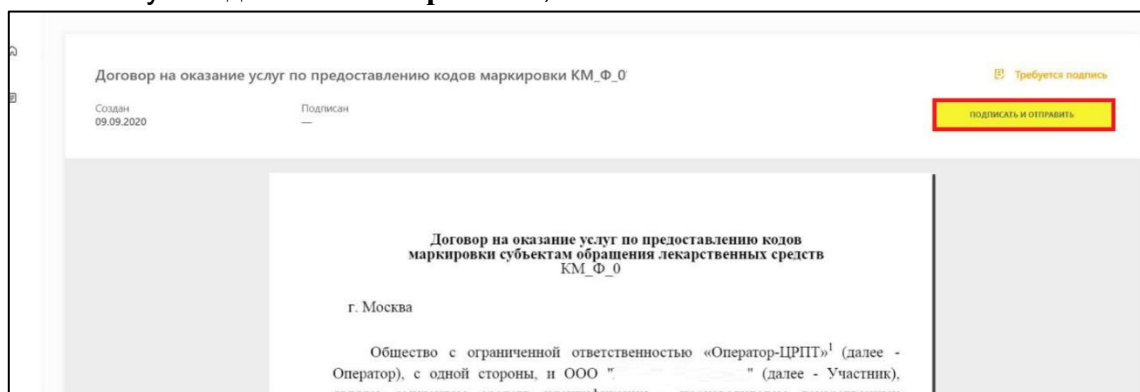 Договор на оказание услуг по предоставлению кодов маркировки КМ_Ф_0
Требуется подпись
Создан
Подписан
09.09.2020
—
ПОДПИСАТЬ И ОТПРАВИТЬ
Договор на оказание услуг по предоставлению кодов
маркировки субъектам обращения лекарственных средств
КМ_Ф_0
г. Москва
Общество с ограниченной ответственностью «Оператор-ЦРПТ»¹ (далее -
Оператор), с одной стороны, и ООО " " (далее - Участник),